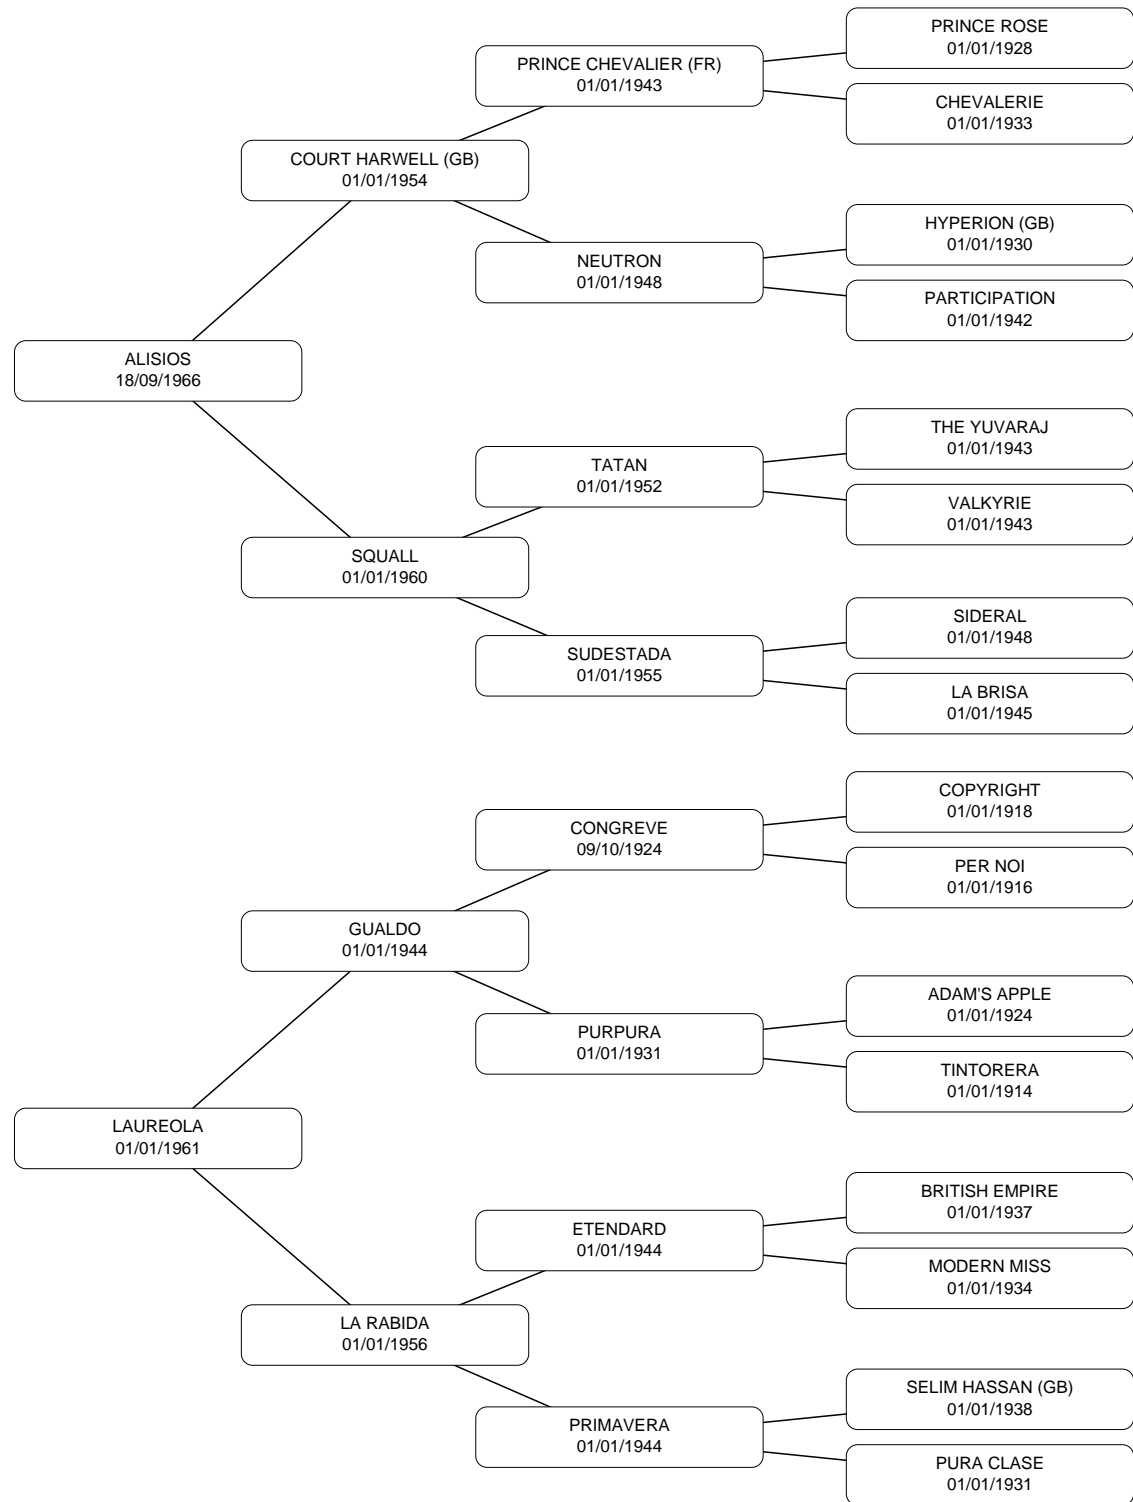 PRINCE ROSE
01/01/1928
PRINCE CHEVALIER (FR)
01/01/1943
CHEVALERIE
01/01/1933
COURT HARWELL (GB)
01/01/1954
HYPERION (GB)
01/01/1930
NEUTRON
01/01/1948
PARTICIPATION
01/01/1942
ALISIOS
18/09/1966
THE YUVARAJ
01/01/1943
TATAN
01/01/1952
VALKYRIE
01/01/1943
SQUALL
01/01/1960
SIDERAL
01/01/1948
SUDESTADA
01/01/1955
LA BRISA
01/01/1945
COPYRIGHT
01/01/1918
CONGREVE
09/10/1924
PER NOI
01/01/1916
GUALDO
01/01/1944
ADAM'S APPLE
01/01/1924
PURPURA
01/01/1931
TINTORERA
01/01/1914
LAUREOLA
01/01/1961
BRITISH EMPIRE
01/01/1937
ETENDARD
01/01/1944
MODERN MISS
01/01/1934
LA RABIDA
01/01/1956
SELIM HASSAN (GB)
01/01/1938
PRIMAVERA
01/01/1944
PURA CLASE
01/01/1931